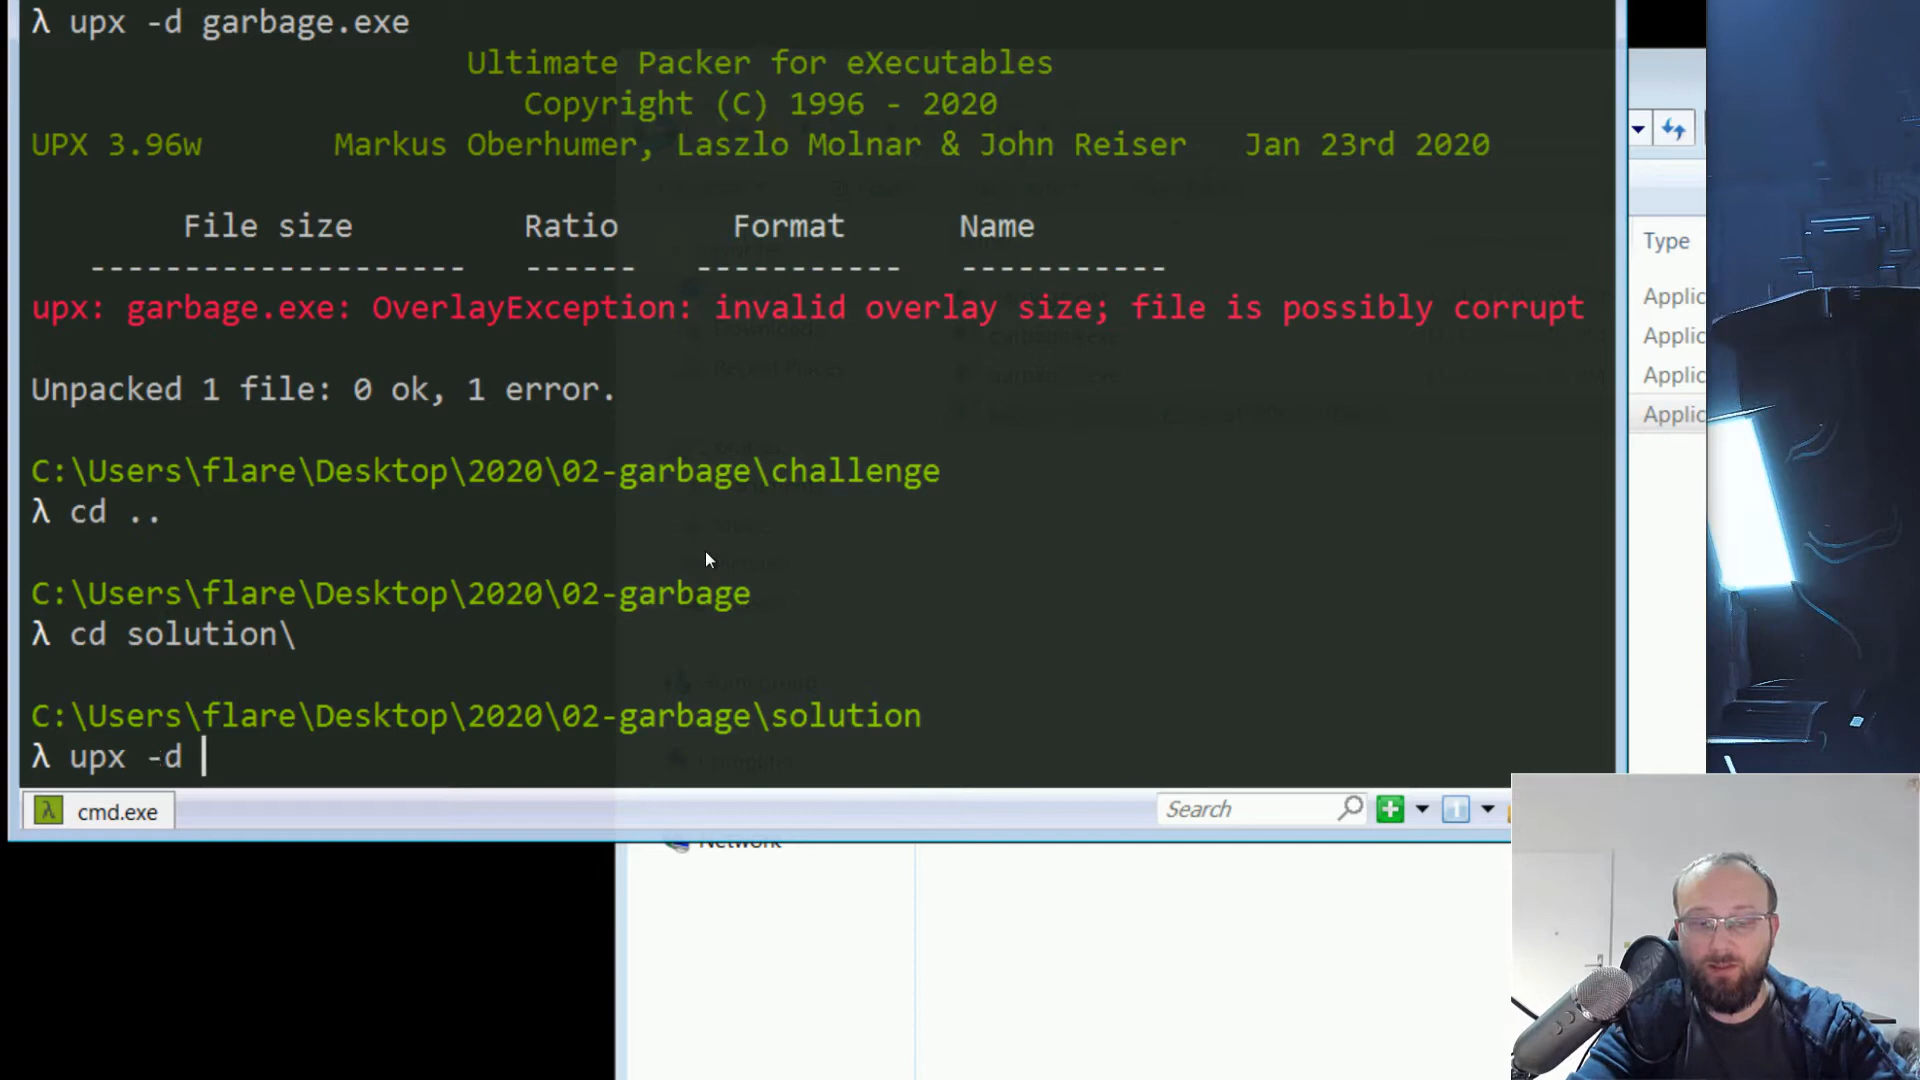 λ upx -d garbage.exe
Ultimate Packer for eXecutables
Copyright (C) 1996 - 2020
UPX 3.96w Markus Oberhumer, Laszlo Molnar & John Reiser Jan 23rd 2020
File size Ratio Format Name
-------------------- ------ ----------- -----------
upx: garbage.exe: OverlayException: invalid overlay size; file is possibly corrupt
Unpacked 1 file: 0 ok, 1 error.
C:\Users\flare\Desktop\2020\02-garbage\challenge
λ cd ..
C:\Users\flare\Desktop\2020\02-garbage
λ cd solution\
C:\Users\flare\Desktop\2020\02-garbage\solution
λ upx -d
λ cmd.exe
Search
Type
Applic
Applic
Applic
Applic
Network